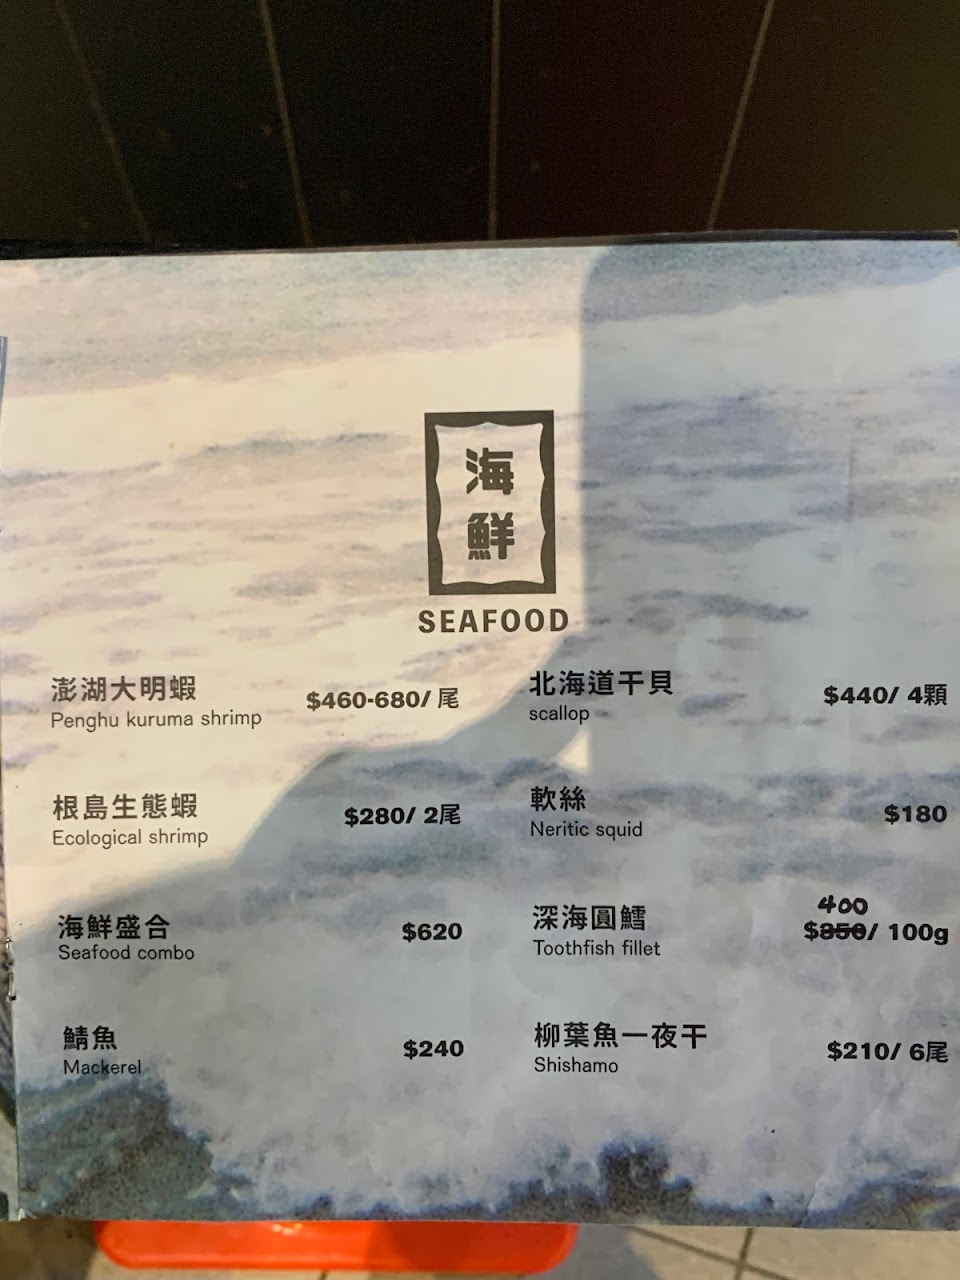 海
鮮
SEAFOOD
澎湖大明蝦 $460-680/ 尾
Penghu kuruma shrimp
根島生態蝦 $280/ 2尾
Ecological shrimp
海鮮盛合 $620
Seafood combo
鯖魚 $240
Mackerel
北海道干貝 $440/ 4顆
scallop
軟絲 $180
Neritic squid
400
深海圓鱈 $350/ 100g
Toothfish fillet
柳葉魚一夜干 $210/ 6尾
Shishamo